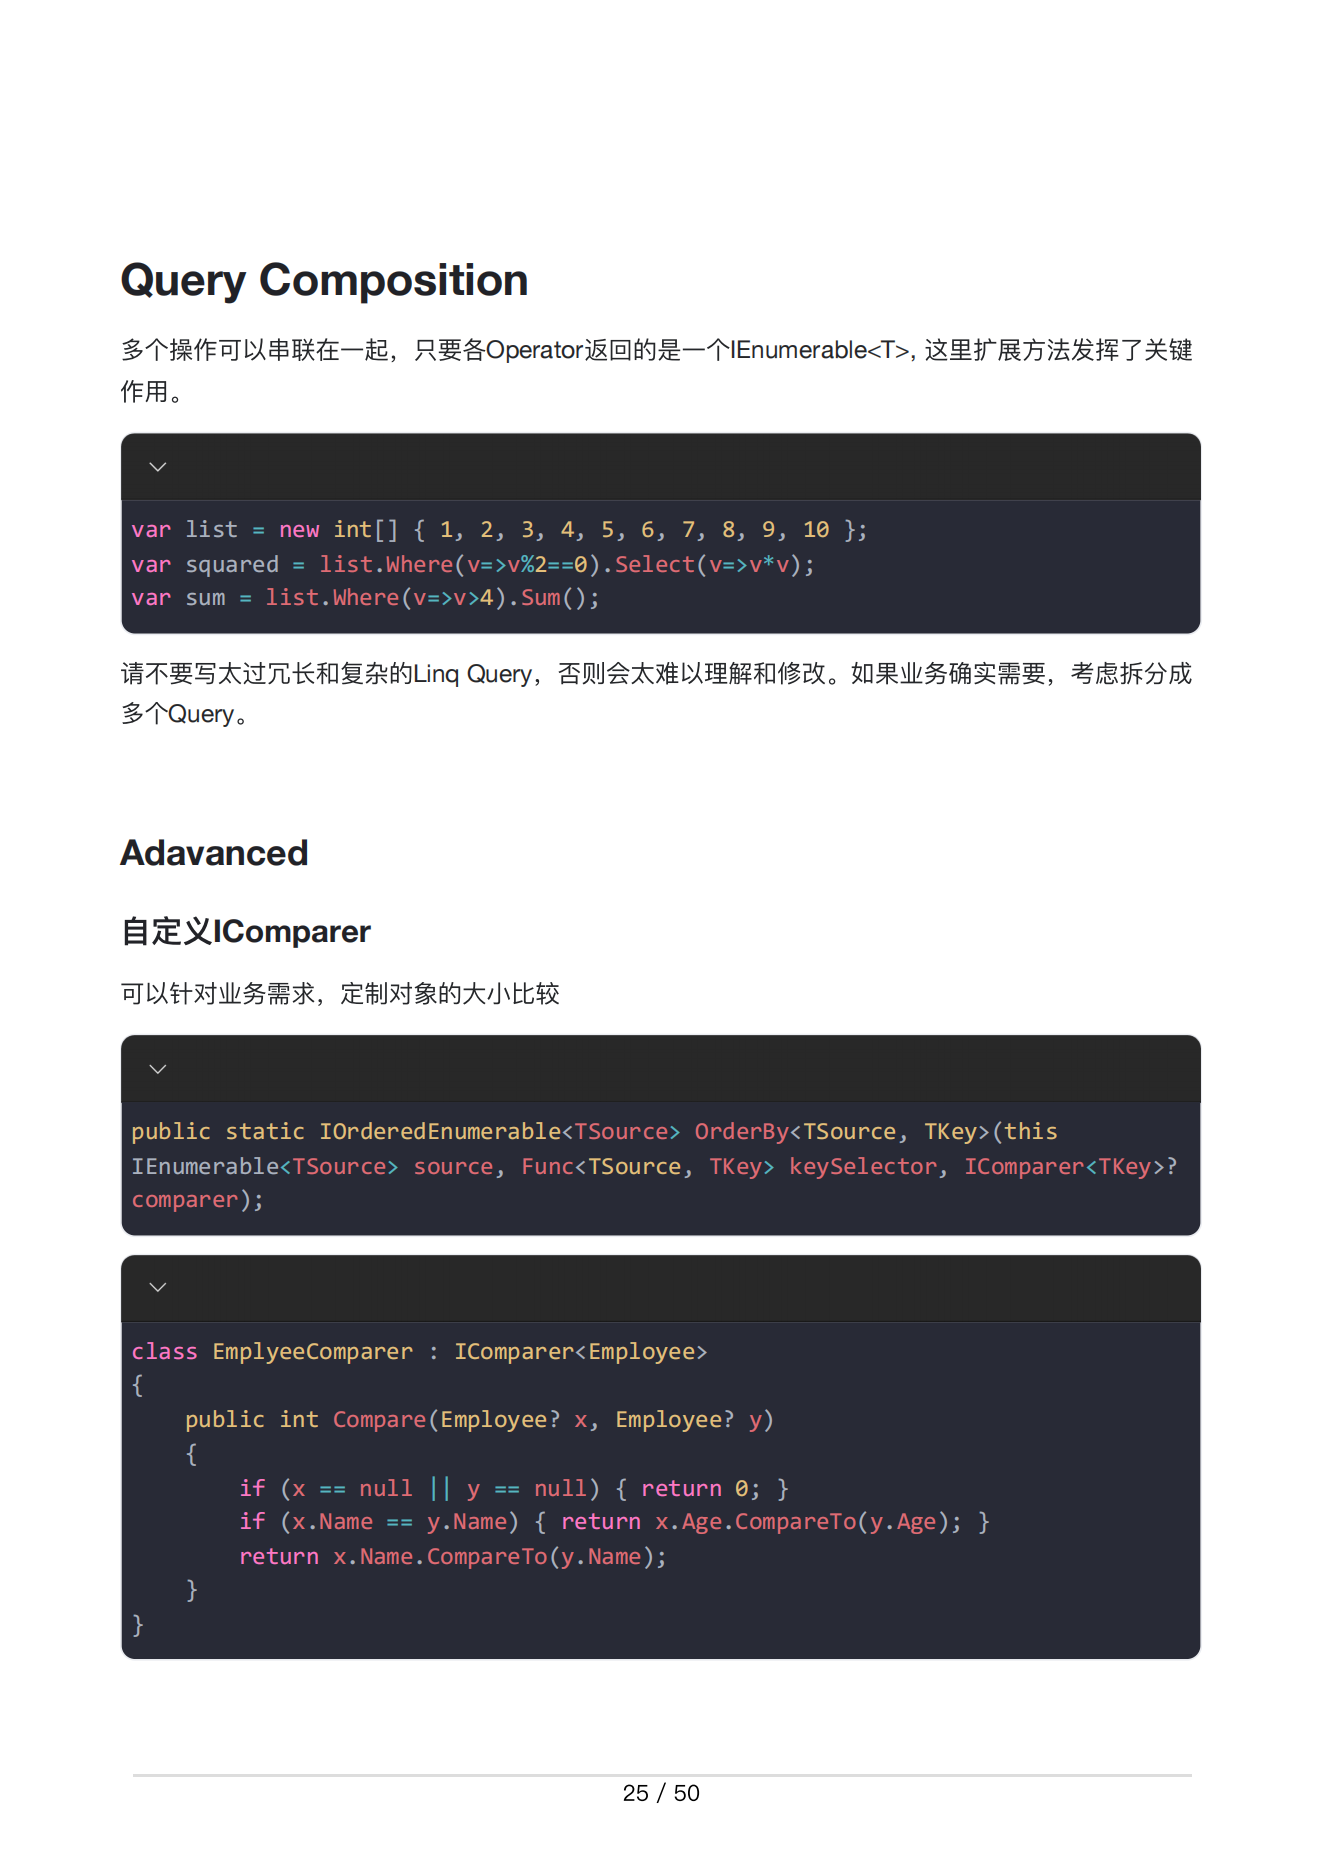 Query Composition
多个操作可以串联在一起，只要各Operator返回的是一个IEnumerable<T>, 这里扩展方法发挥了关键
作用。
var list = new int[] { 1, 2, 3, 4, 5, 6, 7, 8, 9, 10 };
var squared = list.Where(v=>v%2==0).Select(v=>v*v);
var sum = list.Where(v=>v>4).Sum();
请不要写太过冗长和复杂的Linq Query，否则会太难以理解和修改。如果业务确实需要，考虑拆分成
多个Query。
Adavanced
自定义IComparer
可以针对业务需求，定制对象的大小比较
public static IOrderedEnumerable<TSource> OrderBy<TSource, TKey>(this
IEnumerable<TSource> source, Func<TSource, TKey> keySelector, IComparer<TKey>?
comparer);
class EmplyeeComparer : IComparer<Employee>
{
    public int Compare(Employee? x, Employee? y)
    {
        if (x == null || y == null) { return 0; }
        if (x.Name == y.Name) { return x.Age.CompareTo(y.Age); }
        return x.Name.CompareTo(y.Name);
    }
}
25 / 50